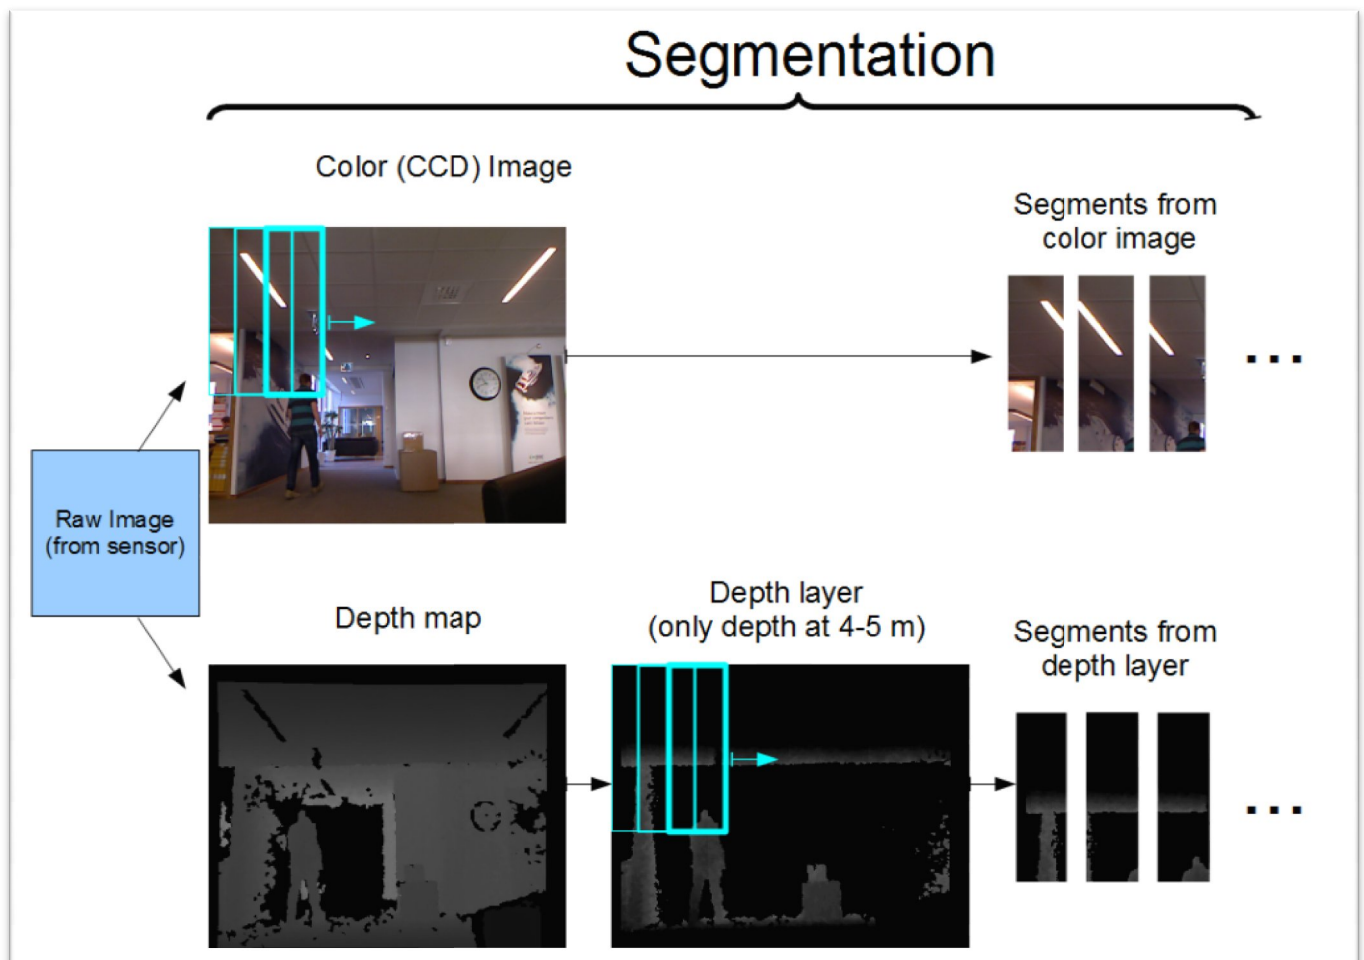 Segmentation
Color (CCD) Image
Segments from
color image
Raw Image
(from sensor)
Depth map
Depth layer
(only depth at 4-5 m)
Segments from
depth layer